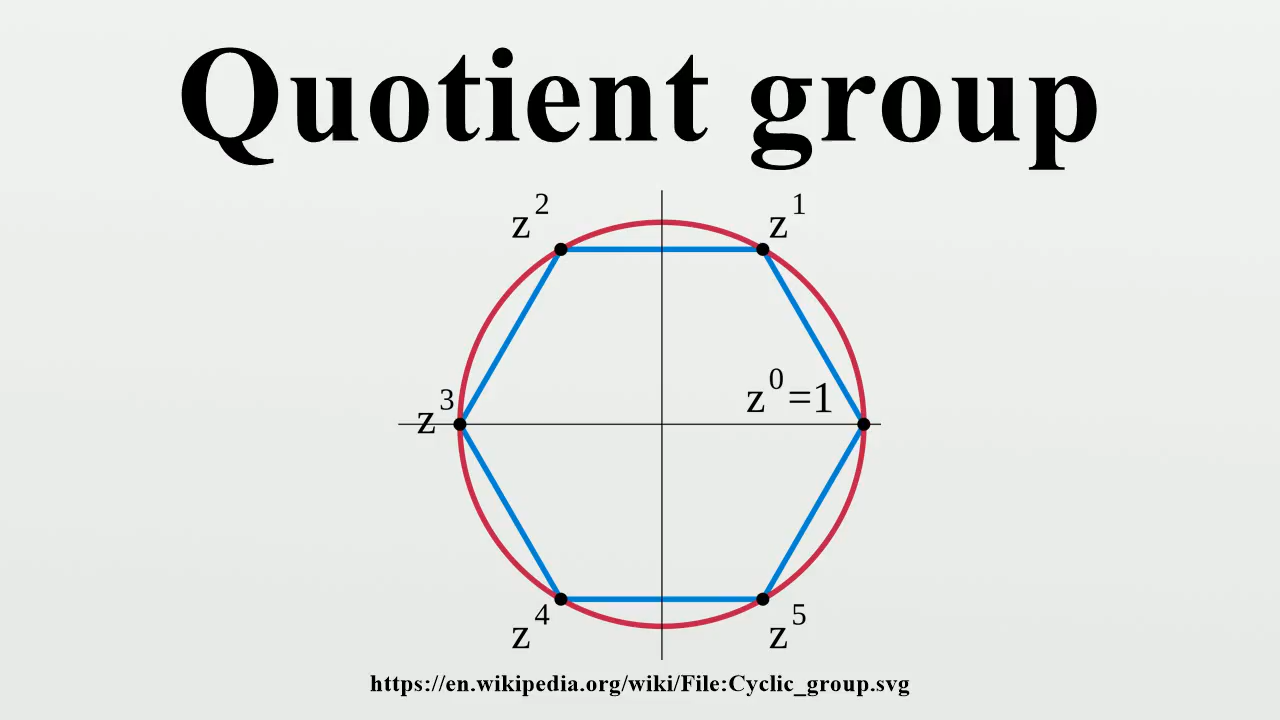 Quotient group
z²
z¹
z³
z⁰=1
z⁴
z⁵
https://en.wikipedia.org/wiki/File:Cyclic_group.svg